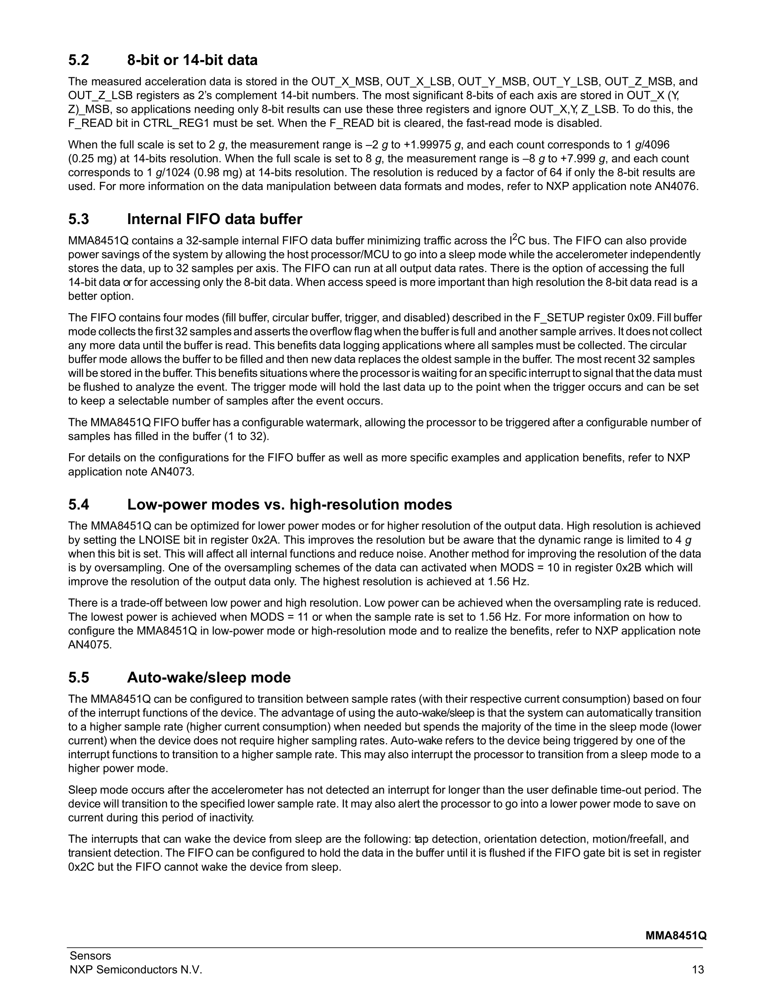 5.2 8-bit or 14-bit data
The measured acceleration data is stored in the OUT_X_MSB, OUT_X_LSB, OUT_Y_MSB, OUT_Y_LSB, OUT_Z_MSB, and
OUT_Z_LSB registers as 2's complement 14-bit numbers. The most significant 8-bits of each axis are stored in OUT_X (Y,
Z)_MSB, so applications needing only 8-bit results can use these three registers and ignore OUT_X,Y, Z_LSB. To do this, the
F_READ bit in CTRL_REG1 must be set. When the F_READ bit is cleared, the fast-read mode is disabled.
When the full scale is set to 2 g, the measurement range is –2 g to +1.99975 g, and each count corresponds to 1 g/4096
(0.25 mg) at 14-bits resolution. When the full scale is set to 8 g, the measurement range is –8 g to +7.999 g, and each count
corresponds to 1 g/1024 (0.98 mg) at 14-bits resolution. The resolution is reduced by a factor of 64 if only the 8-bit results are
used. For more information on the data manipulation between data formats and modes, refer to NXP application note AN4076.
5.3 Internal FIFO data buffer
MMA8451Q contains a 32-sample internal FIFO data buffer minimizing traffic across the I2C bus. The FIFO can also provide
power savings of the system by allowing the host processor/MCU to go into a sleep mode while the accelerometer independently
stores the data, up to 32 samples per axis. The FIFO can run at all output data rates. There is the option of accessing the full
14-bit data or for accessing only the 8-bit data. When access speed is more important than high resolution the 8-bit data read is a
better option.
The FIFO contains four modes (fill buffer, circular buffer, trigger, and disabled) described in the F_SETUP register 0x09. Fill buffer
mode collects the first 32 samples and asserts the overflow flag when the buffer is full and another sample arrives. It does not collect
any more data until the buffer is read. This benefits data logging applications where all samples must be collected. The circular
buffer mode allows the buffer to be filled and then new data replaces the oldest sample in the buffer. The most recent 32 samples
will be stored in the buffer. This benefits situations where the processor is waiting for an specific interrupt to signal that the data must
be flushed to analyze the event. The trigger mode will hold the last data up to the point when the trigger occurs and can be set
to keep a selectable number of samples after the event occurs.
The MMA8451Q FIFO buffer has a configurable watermark, allowing the processor to be triggered after a configurable number of
samples has filled in the buffer (1 to 32).
For details on the configurations for the FIFO buffer as well as more specific examples and application benefits, refer to NXP
application note AN4073.
5.4 Low-power modes vs. high-resolution modes
The MMA8451Q can be optimized for lower power modes or for higher resolution of the output data. High resolution is achieved
by setting the LNOISE bit in register 0x2A. This improves the resolution but be aware that the dynamic range is limited to 4 g
when this bit is set. This will affect all internal functions and reduce noise. Another method for improving the resolution of the data
is by oversampling. One of the oversampling schemes of the data can activated when MODS = 10 in register 0x2B which will
improve the resolution of the output data only. The highest resolution is achieved at 1.56 Hz.
There is a trade-off between low power and high resolution. Low power can be achieved when the oversampling rate is reduced.
The lowest power is achieved when MODS = 11 or when the sample rate is set to 1.56 Hz. For more information on how to
configure the MMA8451Q in low-power mode or high-resolution mode and to realize the benefits, refer to NXP application note
AN4075.
5.5 Auto-wake/sleep mode
The MMA8451Q can be configured to transition between sample rates (with their respective current consumption) based on four
of the interrupt functions of the device. The advantage of using the auto-wake/sleep is that the system can automatically transition
to a higher sample rate (higher current consumption) when needed but spends the majority of the time in the sleep mode (lower
current) when the device does not require higher sampling rates. Auto-wake refers to the device being triggered by one of the
interrupt functions to transition to a higher sample rate. This may also interrupt the processor to transition from a sleep mode to a
higher power mode.
Sleep mode occurs after the accelerometer has not detected an interrupt for longer than the user definable time-out period. The
device will transition to the specified lower sample rate. It may also alert the processor to go into a lower power mode to save on
current during this period of inactivity.
The interrupts that can wake the device from sleep are the following: tap detection, orientation detection, motion/freefall, and
transient detection. The FIFO can be configured to hold the data in the buffer until it is flushed if the FIFO gate bit is set in register
0x2C but the FIFO cannot wake the device from sleep.
MMA8451Q
Sensors
NXP Semiconductors N.V. 13